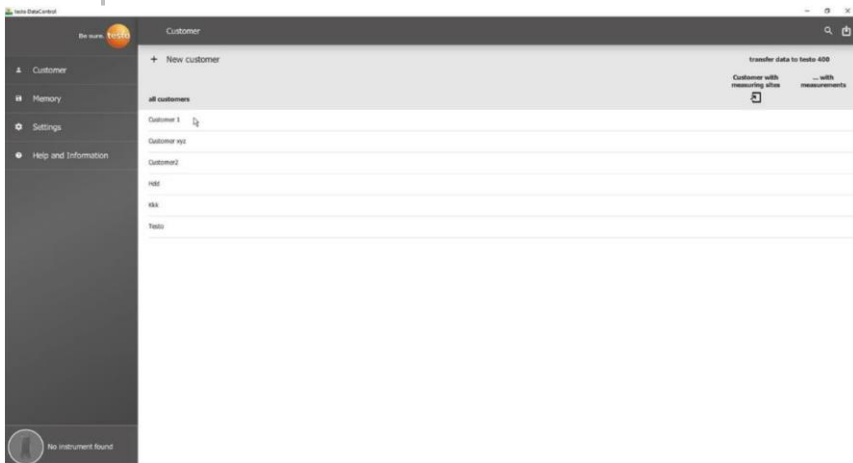 testo DataControl
Be sure. testo
Customer
Memory
Settings
Help and Information
No instrument found
Customer
+ New customer
transfer data to testo 400
Customer with measuring sites
... with measurements
all customers
Customer 1
Customer xyz
Customer2
Hdd
Kkk
Testo